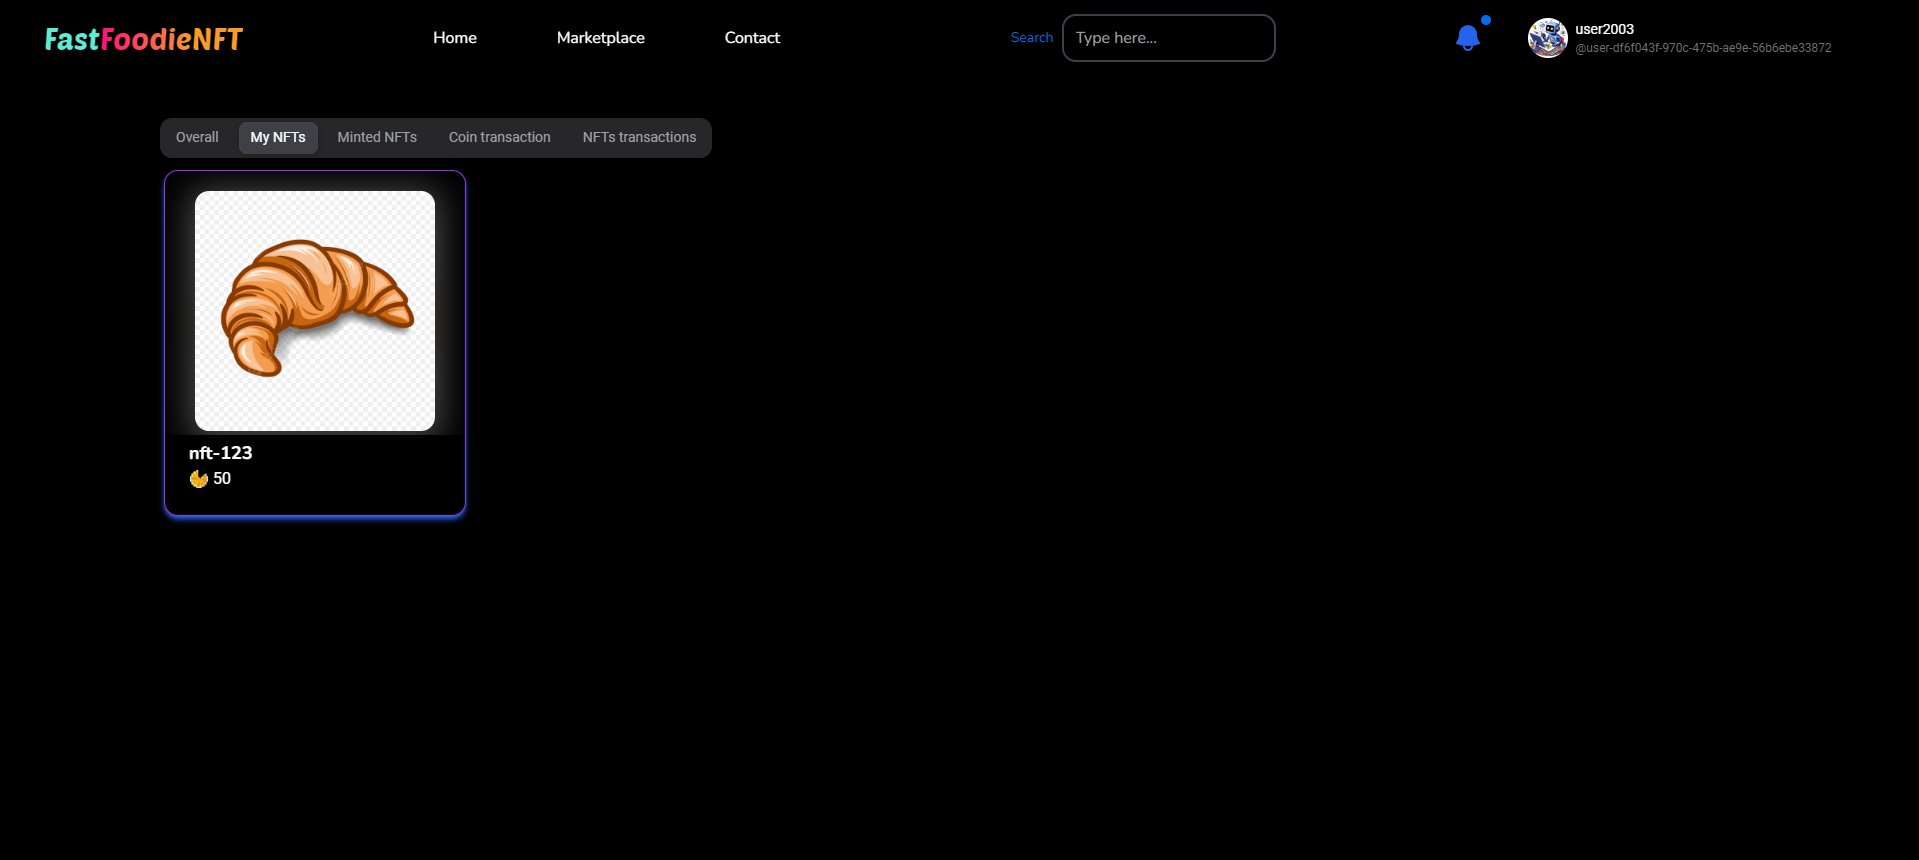 FastFoodieNFT
Home
Marketplace
Contact
Search
Type here...
user2003
@user-df6f043f-970c-475b-ae9e-56b6ebe33872
Overall
My NFTs
Minted NFTs
Coin transaction
NFTs transactions
nft-123
50